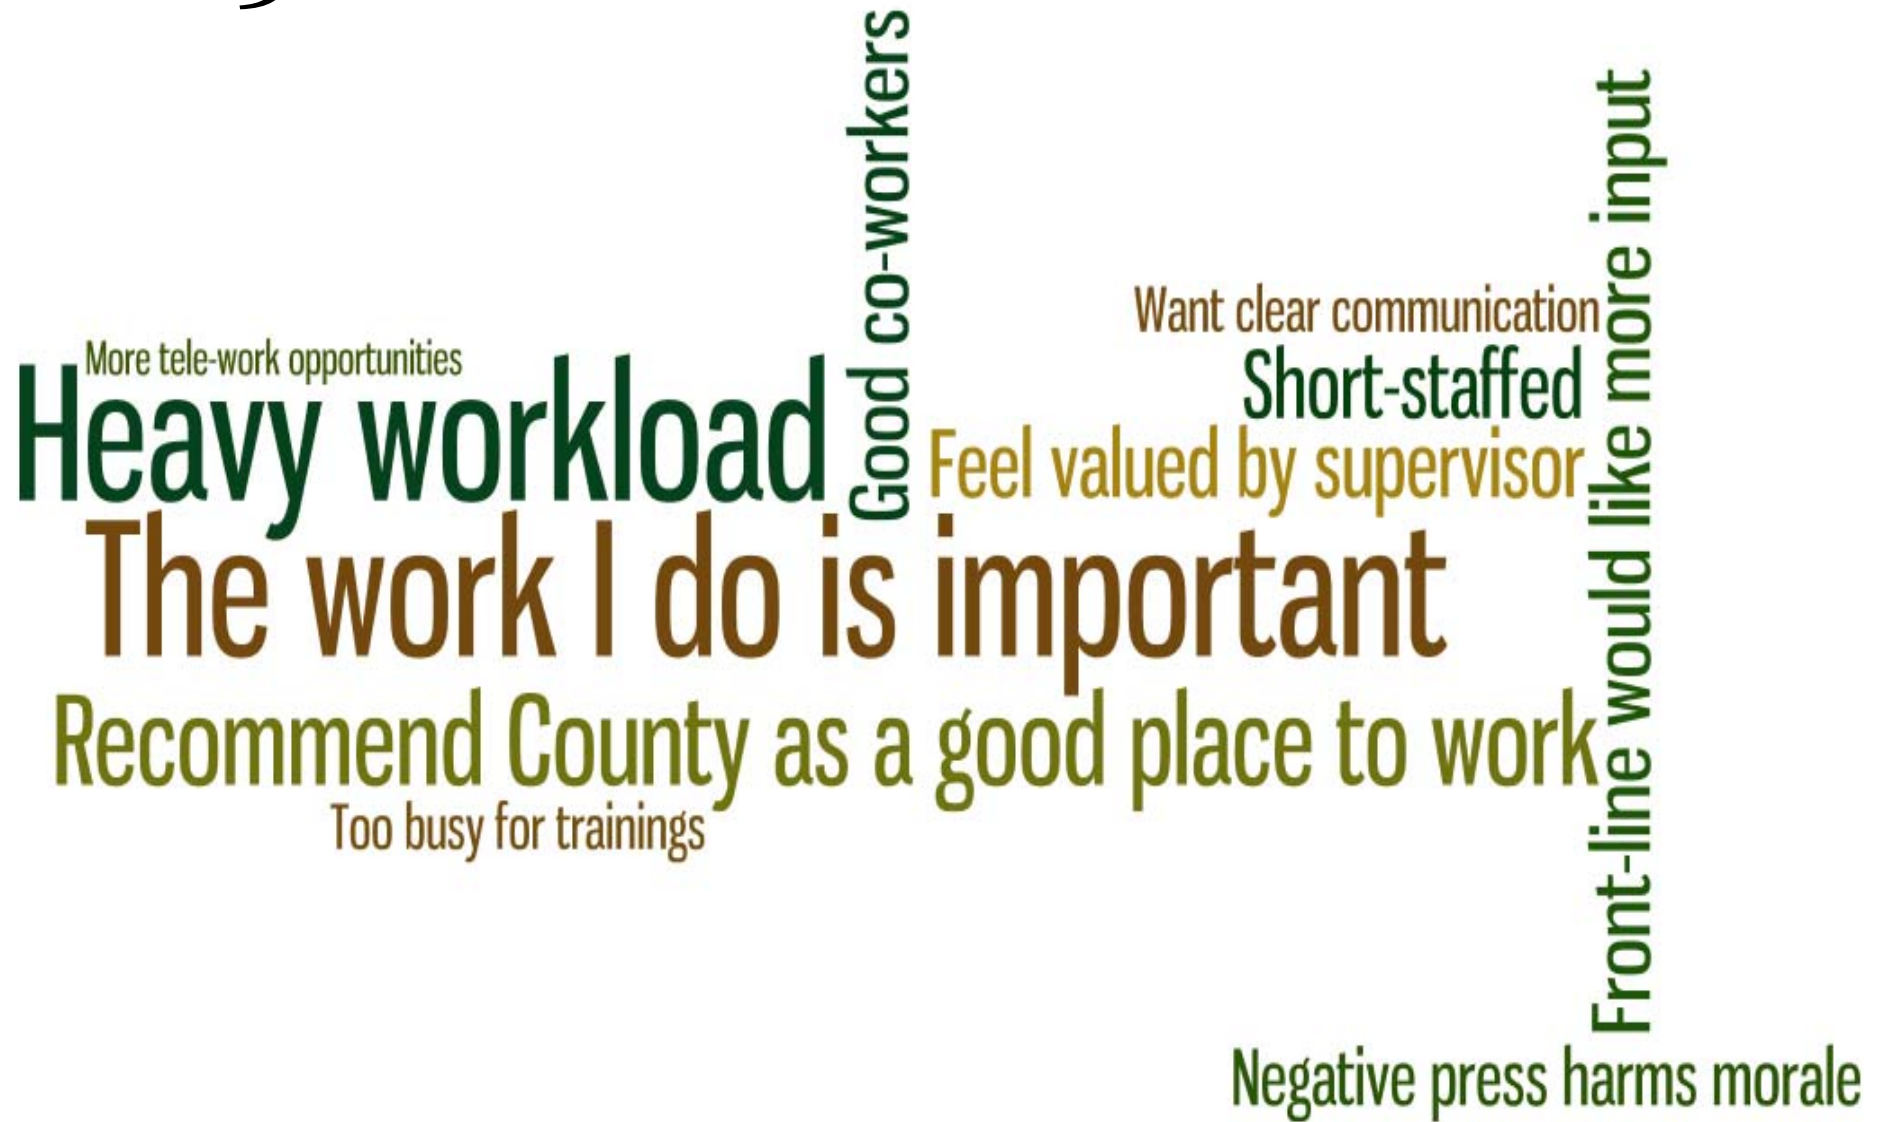 Good co-workers
Front-line would like more input
Want clear communication
More tele-work opportunities
Short-staffed
Heavy workload
Feel valued by supervisor
The work I do is important
Recommend County as a good place to work
Too busy for trainings
Negative press harms morale